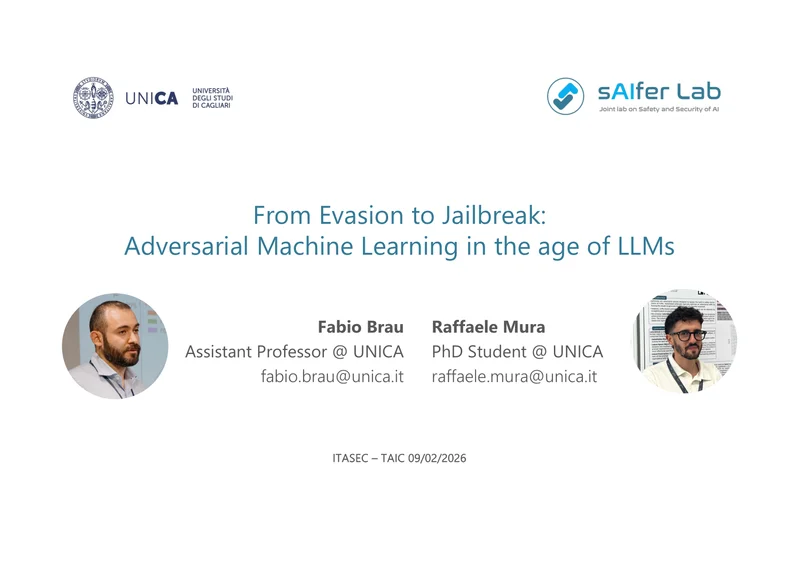 UNICA
UNIVERSITÀ
DEGLI STUDI
DI CAGLIARI
sAIfer Lab
Joint lab on Safety and Security of AI
From Evasion to Jailbreak:
Adversarial Machine Learning in the age of LLMs
Fabio Brau
Assistant Professor @ UNICA
fabio.brau@unica.it
Raffaele Mura
PhD Student @ UNICA
raffaele.mura@unica.it
ITASEC – TAIC 09/02/2026